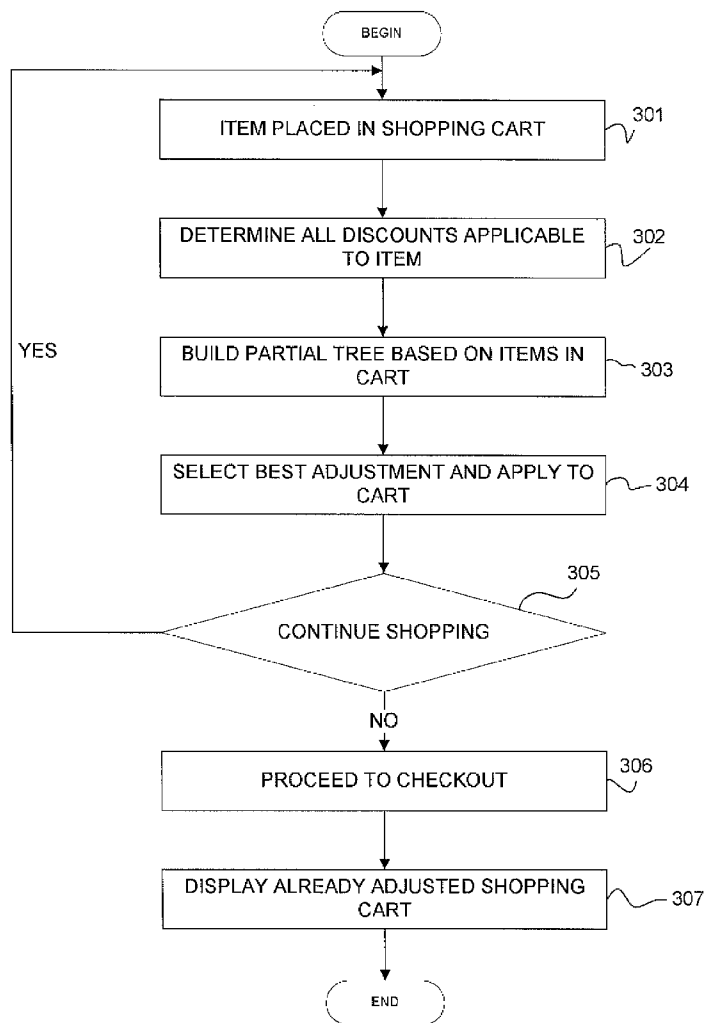 BEGIN
ITEM PLACED IN SHOPPING CART
301
DETERMINE ALL DISCOUNTS APPLICABLE
TO ITEM
302
YES
BUILD PARTIAL TREE BASED ON ITEMS IN
CART
303
SELECT BEST ADJUSTMENT AND APPLY TO
CART
304
305
CONTINUE SHOPPING
NO
PROCEED TO CHECKOUT
306
DISPLAY ALREADY ADJUSTED SHOPPING
CART
307
END